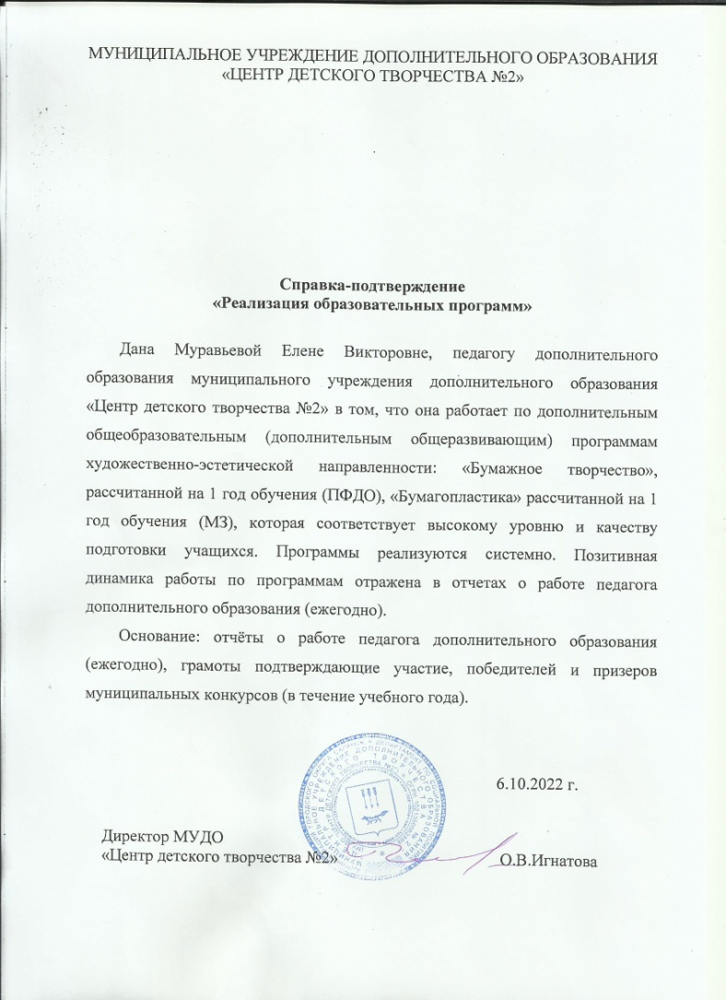 МУНИЦИПАЛЬНОЕ УЧРЕЖДЕНИЕ ДОПОЛНИТЕЛЬНОГО ОБРАЗОВАНИЯ
«ЦЕНТР ДЕТСКОГО ТВОРЧЕСТВА №2»
Справка-подтверждение
«Реализация образовательных программ»
Дана Муравьевой Елене Викторовне, педагогу дополнительного
образования муниципального учреждения дополнительного образования
«Центр детского творчества №2» в том, что она работает по дополнительным
общеобразовательным (дополнительным общеразвивающим) программам
художественно-эстетической направленности: «Бумажное творчество»,
рассчитанной на 1 год обучения (ПФДО), «Бумагопластика» рассчитанной на 1
год обучения (МЗ), которая соответствует высокому уровню и качеству
подготовки учащихся. Программы реализуются системно. Позитивная
динамика работы по программам отражена в отчетах о работе педагога
дополнительного образования (ежегодно).
Основание: отчёты о работе педагога дополнительного образования
(ежегодно), грамоты подтверждающие участие, победителей и призеров
муниципальных конкурсов (в течение учебного года).
6.10.2022 г.
Директор МУДО
«Центр детского творчества №2» О.В.Игнатова